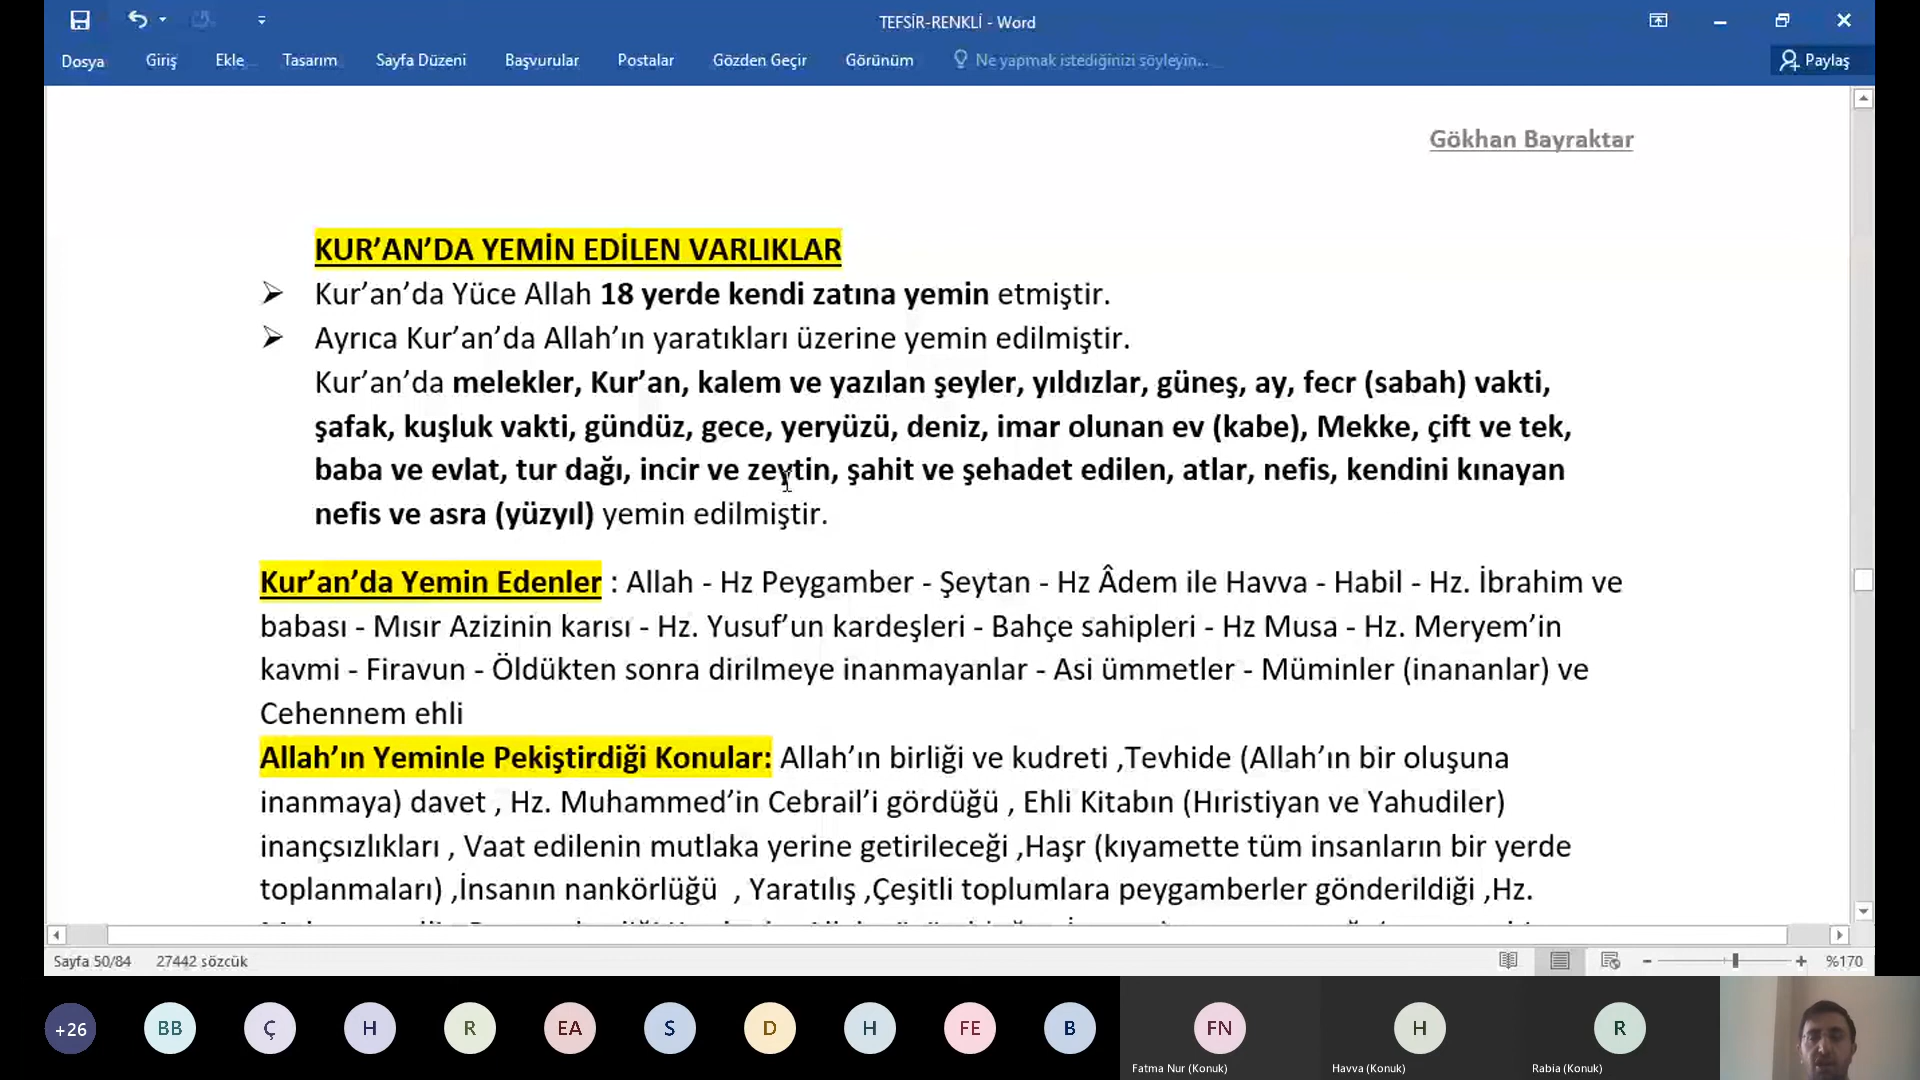 TEFSİR-RENKLİ - Word
Dosya Giriş Ekle Tasarım Sayfa Düzeni Başvurular Postalar Gözden Geçir Görünüm Ne yapmak istediğinizi söyleyin... Paylaş
Gökhan Bayraktar
KUR’AN’DA YEMİN EDİLEN VARLIKLAR
➢ Kur’an’da Yüce Allah 18 yerde kendi zatına yemin etmiştir.
➢ Ayrıca Kur’an’da Allah’ın yaratıkları üzerine yemin edilmiştir.
Kur’an’da melekler, Kur’an, kalem ve yazılan şeyler, yıldızlar, güneş, ay, fecr (sabah) vakti,
şafak, kuşluk vakti, gündüz, gece, yeryüzü, deniz, imar olunan ev (kabe), Mekke, çift ve tek,
baba ve evlat, tur dağı, incir ve zeytin, şahit ve şehadet edilen, atlar, nefis, kendini kınayan
nefis ve asra (yüzyıl) yemin edilmiştir.
Kur’an’da Yemin Edenler : Allah - Hz Peygamber - Şeytan - Hz Âdem ile Havva - Habil - Hz. İbrahim ve
babası - Mısır Azizinin karısı - Hz. Yusuf’un kardeşleri - Bahçe sahipleri - Hz Musa - Hz. Meryem’in
kavmi - Firavun - Öldükten sonra dirilmeye inanmayanlar - Asi ümmetler - Müminler (inananlar) ve
Cehennem ehli
Allah’ın Yeminle Pekiştirdiği Konular: Allah’ın birliği ve kudreti ,Tevhide (Allah’ın bir oluşuna
inanmaya) davet , Hz. Muhammed’in Cebrail’i gördüğü , Ehli Kitabın (Hıristiyan ve Yahudiler)
inançsızlıkları , Vaat edilenin mutlaka yerine getirileceği ,Haşr (kıyamette tüm insanların bir yerde
toplanmaları) ,İnsanın nankörlüğü , Yaratılış ,Çeşitli toplumlara peygamberler gönderildiği ,Hz.
Sayfa 50/84 27442 sözcük %170
+26 BB Ç H R EA S D H FE B FN H R
Fatma Nur (Konuk) Havva (Konuk) Rabia (Konuk)